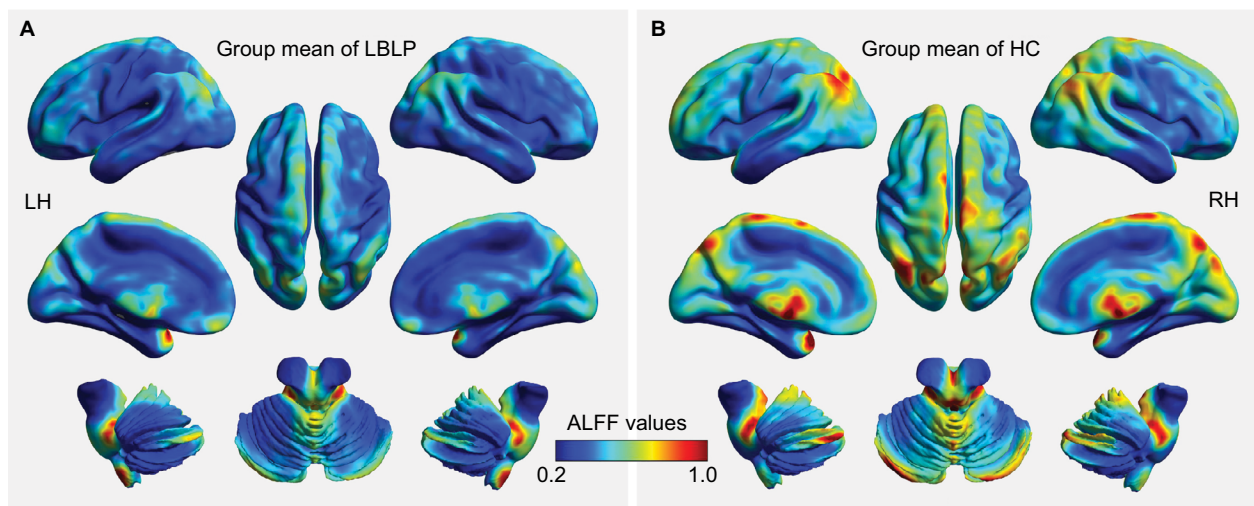 A
Group mean of LBLP
LH
ALFF values
0.2 1.0
B
Group mean of HC
RH